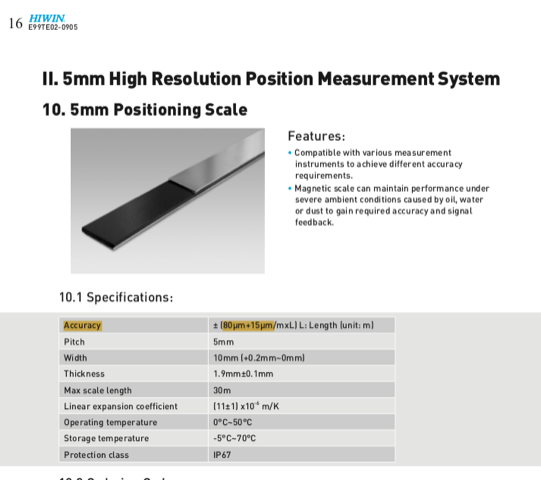 16 HIWIN
E99TE02-0905
II. 5mm High Resolution Position Measurement System
10. 5mm Positioning Scale
Features:
• Compatible with various measurement
instruments to achieve different accuracy
requirements.
• Magnetic scale can maintain performance under
severe ambient conditions caused by oil, water
or dust to gain required accuracy and signal
feedback.
10.1 Specifications:
Accuracy ± (80μm+15μm/mxL) L: Length (unit: m)
Pitch 5mm
Width 10mm (+0.2mm~0mm)
Thickness 1.9mm±0.1mm
Max scale length 30m
Linear expansion coefficient (11±1) x10⁻⁶ m/K
Operating temperature 0°C~50°C
Storage temperature -5°C~70°C
Protection class IP67